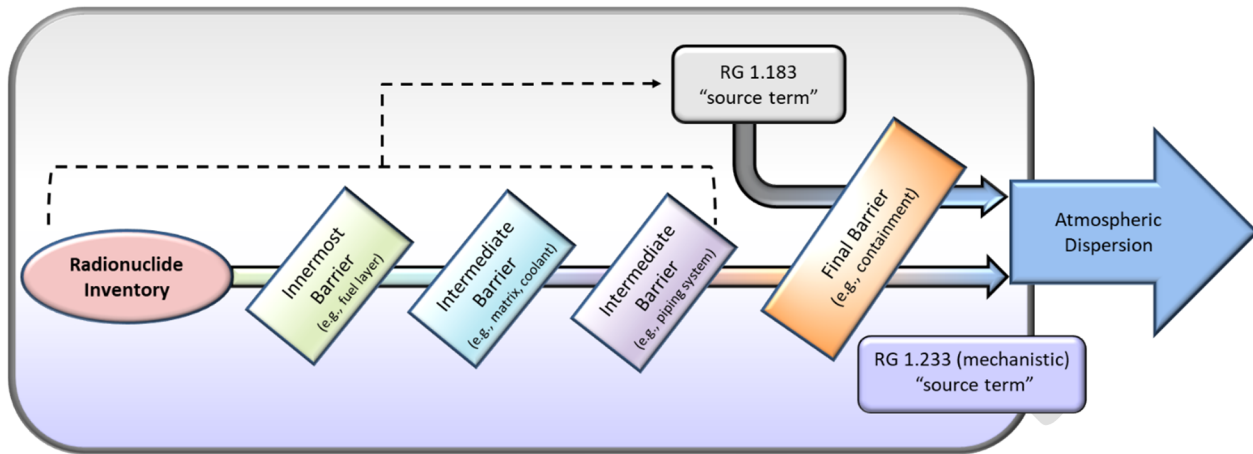 RG 1.183
“source term”
Radionuclide
Inventory
Innermost
Barrier
(e.g., fuel layer)
Intermediate
Barrier
(e.g., matrix, coolant)
Intermediate
Barrier
(e.g., piping system)
Final Barrier
(e.g., containment)
Atmospheric
Dispersion
RG 1.233 (mechanistic)
“source term”